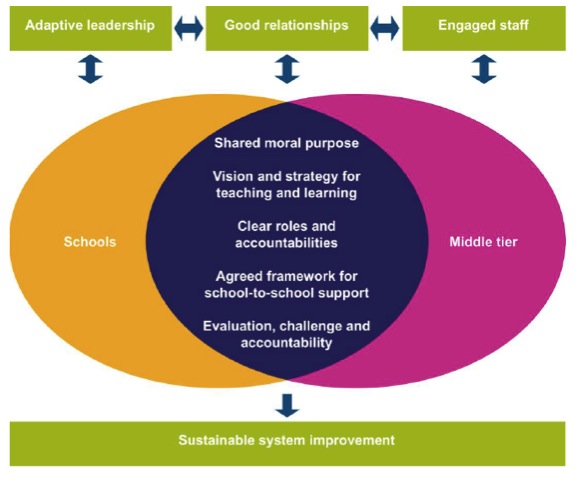 Adaptive leadership
Good relationships
Engaged staff
Shared moral purpose
Vision and strategy for
teaching and learning
Clear roles and
accountabilities
Schools
Middle tier
Agreed framework for
school-to-school support
Evaluation, challenge and
accountability
Sustainable system improvement